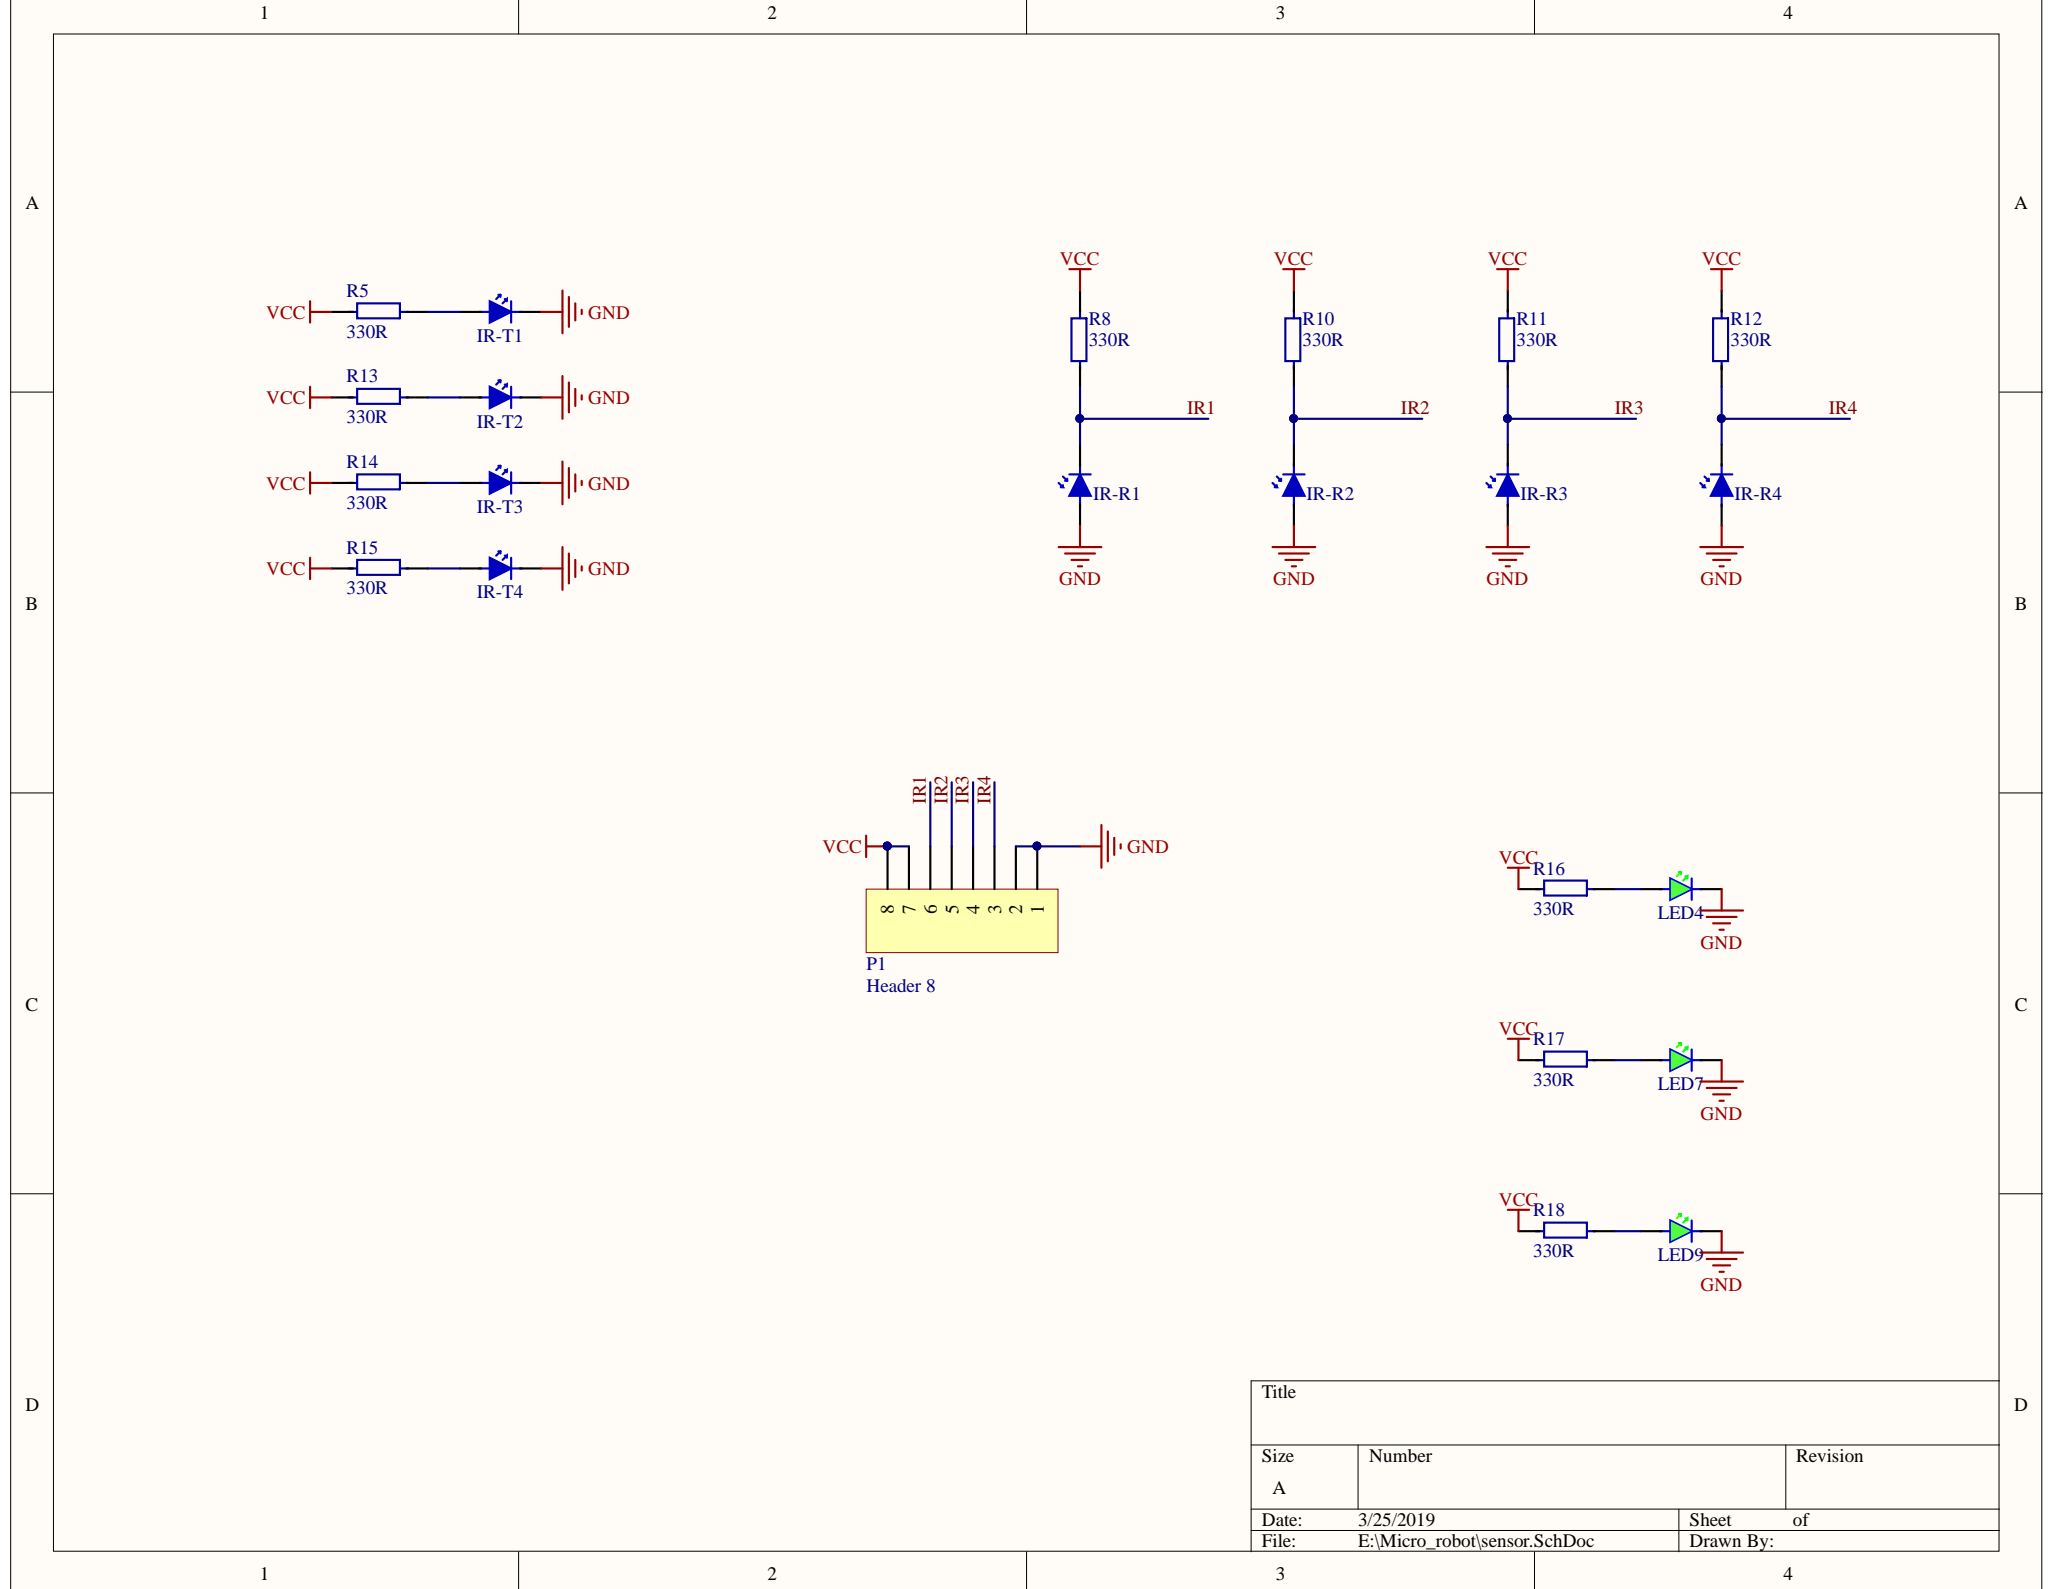 1 2 3 4
A A
VCC R5 330R IR-T1 GND
VCC R13 330R IR-T2 GND
VCC R14 330R IR-T3 GND
VCC R15 330R IR-T4 GND
VCC VCC VCC VCC
R8 R10 R11 R12
330R 330R 330R 330R
IR1 IR2 IR3 IR4
IR-R1 IR-R2 IR-R3 IR-R4
GND GND GND GND
B B
IR1 IR2 IR3 IR4
VCC GND
8 7 6 5 4 3 2 1
P1
Header 8
VCC R16
330R LED4
GND
C C
VCC R17
330R LED7
GND
VCC R18
330R LED9
GND
D D
Title
Size Number Revision
A
Date: 3/25/2019 Sheet of
File: E:\Micro_robot\sensor.SchDoc Drawn By:
1 2 3 4